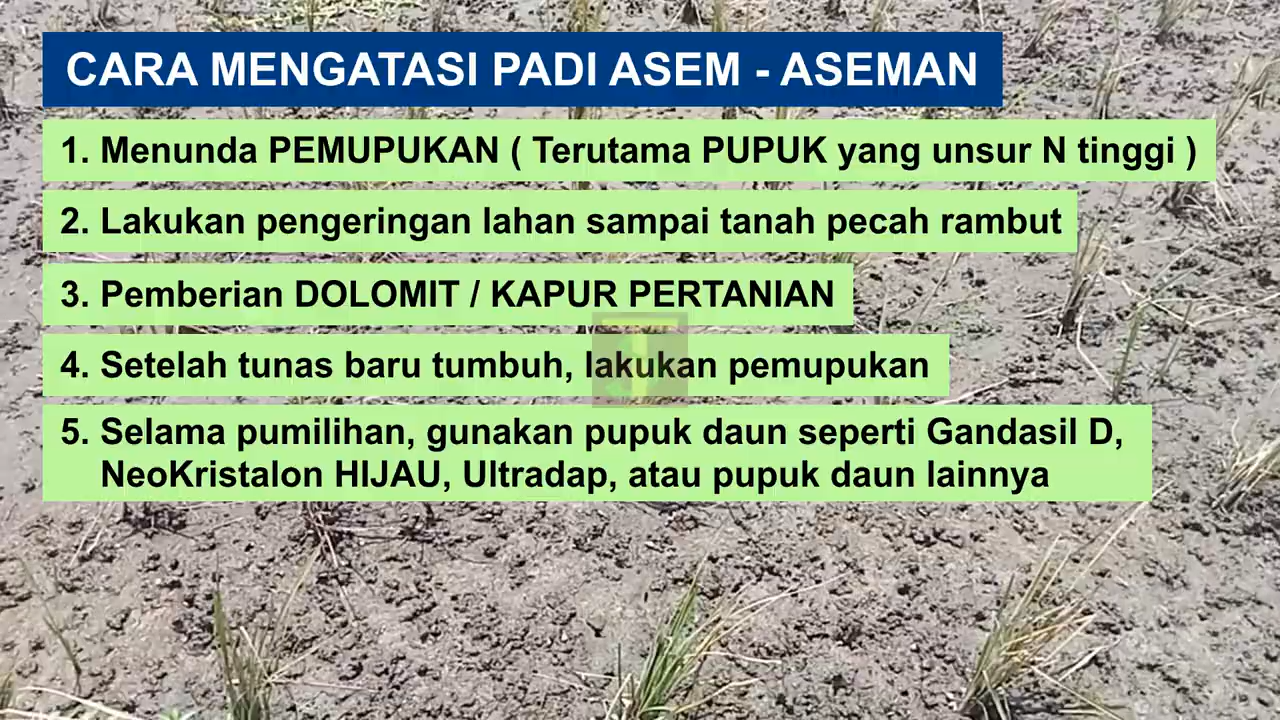 CARA MENGATASI PADI ASEM - ASEMAN
1. Menunda PEMUPUKAN ( Terutama PUPUK yang unsur N tinggi )
2. Lakukan pengeringan lahan sampai tanah pecah rambut
3. Pemberian DOLOMIT / KAPUR PERTANIAN
4. Setelah tunas baru tumbuh, lakukan pemupukan
5. Selama pumilihan, gunakan pupuk daun seperti Gandasil D,
NeoKristalon HIJAU, Ultradap, atau pupuk daun lainnya